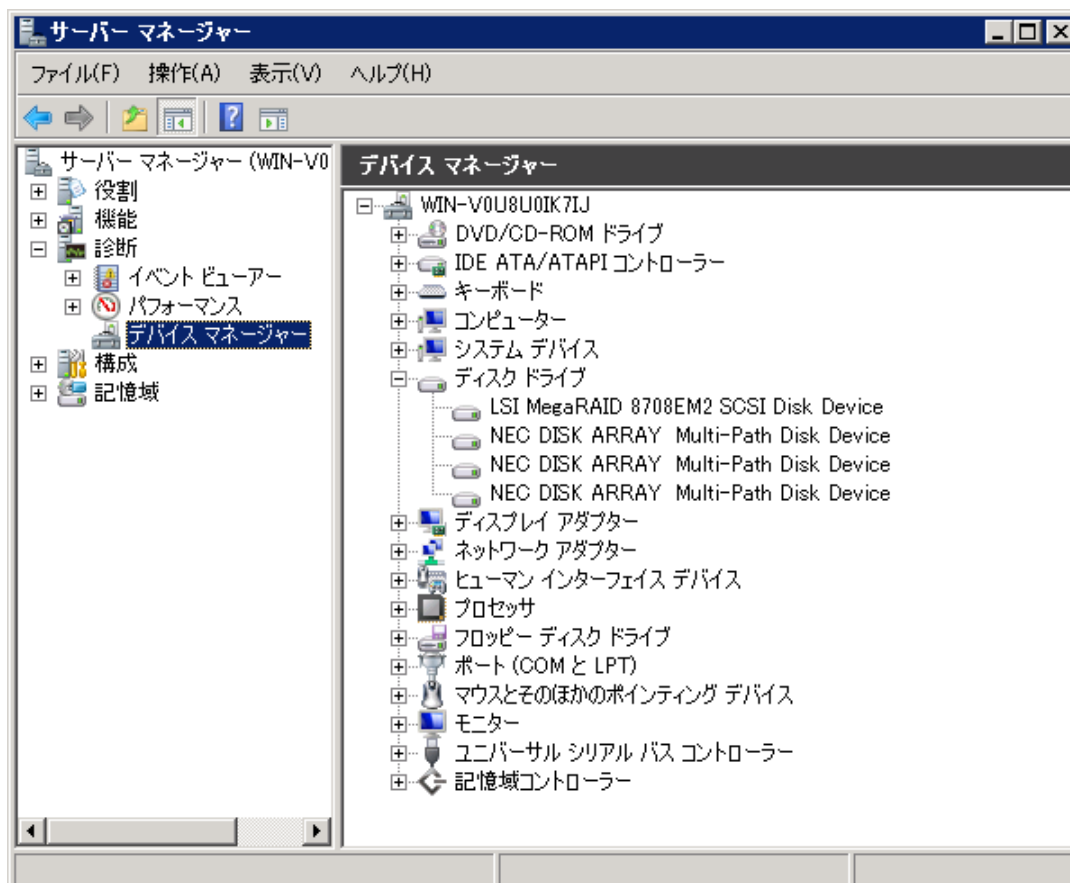 サーバー マネージャー
ファイル(F) 操作(A) 表示(V) ヘルプ(H)
サーバー マネージャー (WIN-V0
役割
機能
診断
イベント ビューアー
パフォーマンス
デバイス マネージャー
構成
記憶域
デバイス マネージャー
WIN-V0U8U0IK7IJ
DVD/CD-ROM ドライブ
IDE ATA/ATAPI コントローラー
キーボード
コンピューター
システム デバイス
ディスク ドライブ
LSI MegaRAID 8708EM2 SCSI Disk Device
NEC DISK ARRAY Multi-Path Disk Device
NEC DISK ARRAY Multi-Path Disk Device
NEC DISK ARRAY Multi-Path Disk Device
ディスプレイ アダプター
ネットワーク アダプター
ヒューマン インターフェイス デバイス
プロセッサ
フロッピー ディスク ドライブ
ポート (COM と LPT)
マウスとそのほかのポインティング デバイス
モニター
ユニバーサル シリアル バス コントローラー
記憶域コントローラー